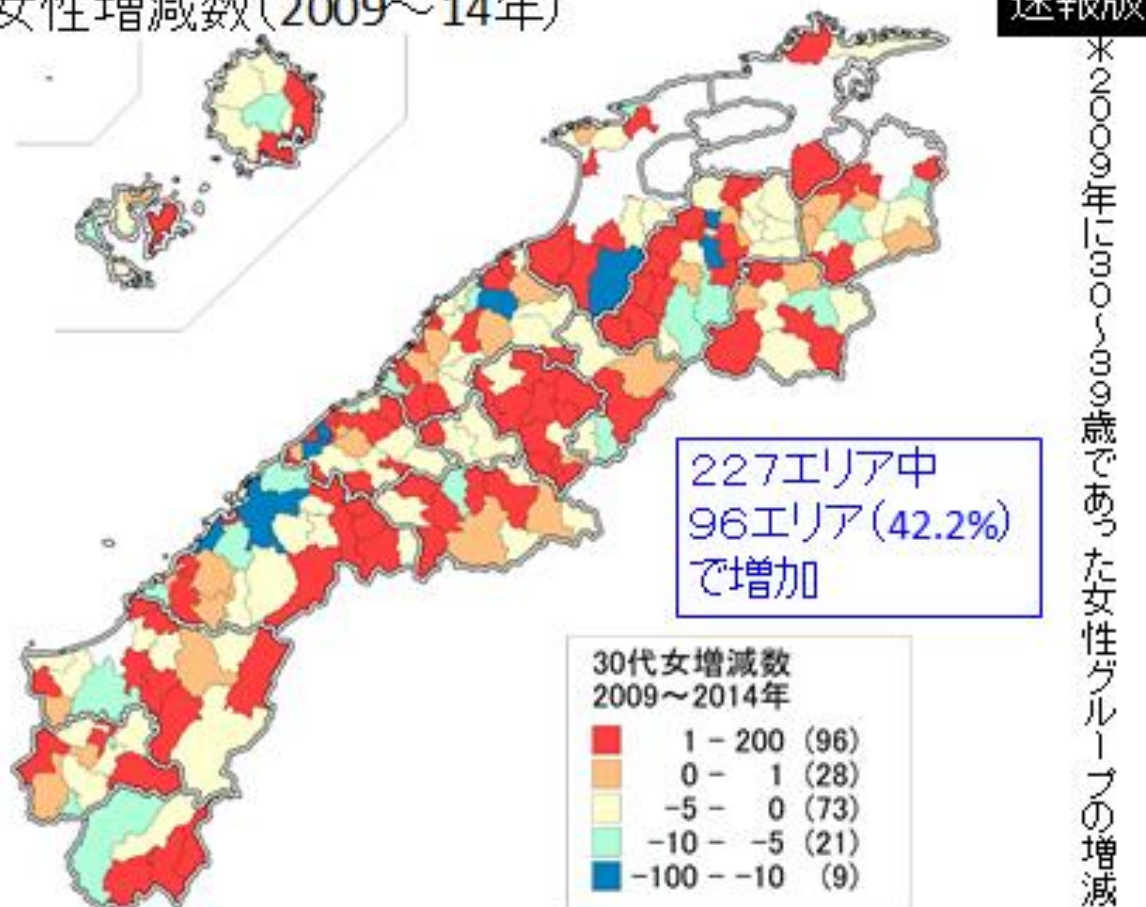 女性増減数(2009～14年)
速報版
※2009年に30～39歳であった女性グループの増減
227エリア中
96エリア(42.2%)
で増加
30代女増減数
2009～2014年
1 - 200 (96)
0 - 1 (28)
-5 - 0 (73)
-10 - -5 (21)
-100 - -10 (9)